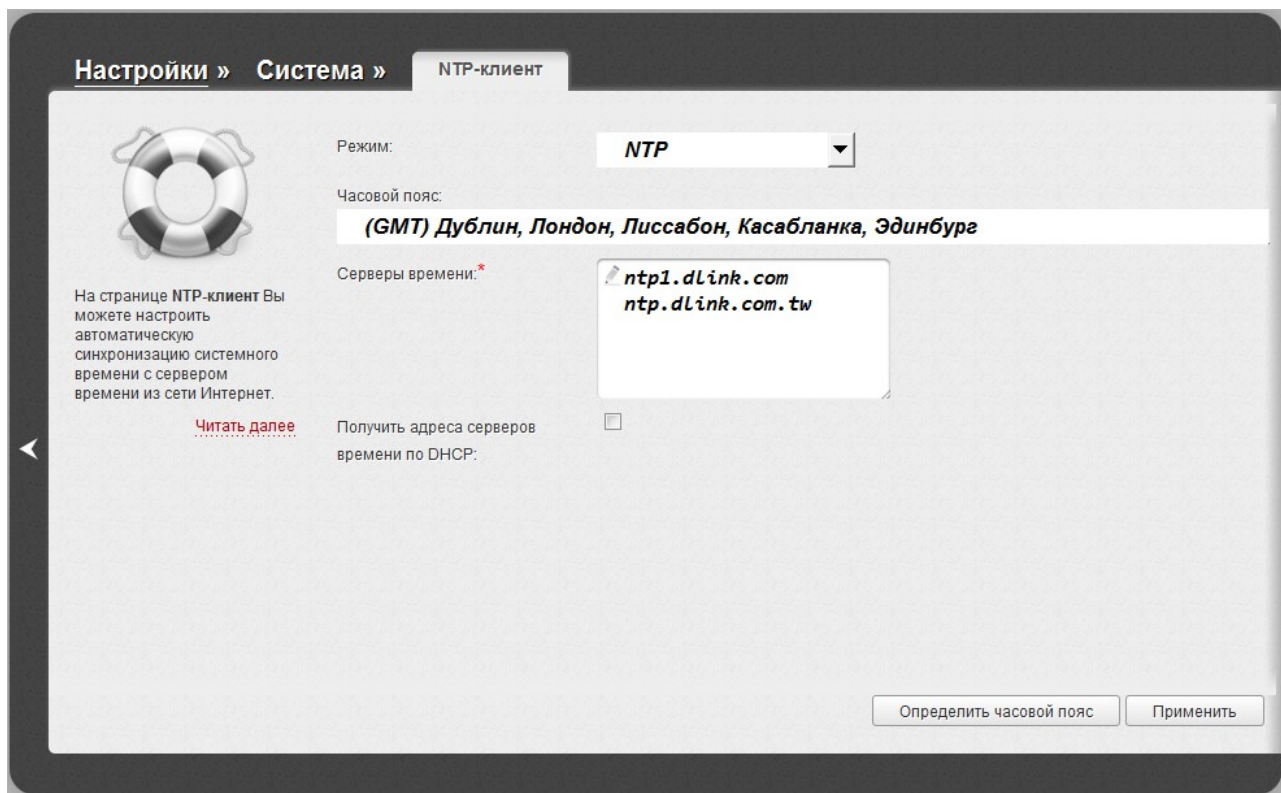 Настройки » Система » NTP-клиент
Режим: NTP
Часовой пояс:
(GMT) Дублин, Лондон, Лиссабон, Касабланка, Эдинбург
Серверы времени:*
ntp1.dlink.com
ntp.dlink.com.tw
На странице NTP-клиент Вы
можете настроить
автоматическую
синхронизацию системного
времени с сервером
времени из сети Интернет.
Читать далее
Получить адреса серверов
времени по DHCP:
Определить часовой пояс
Применить